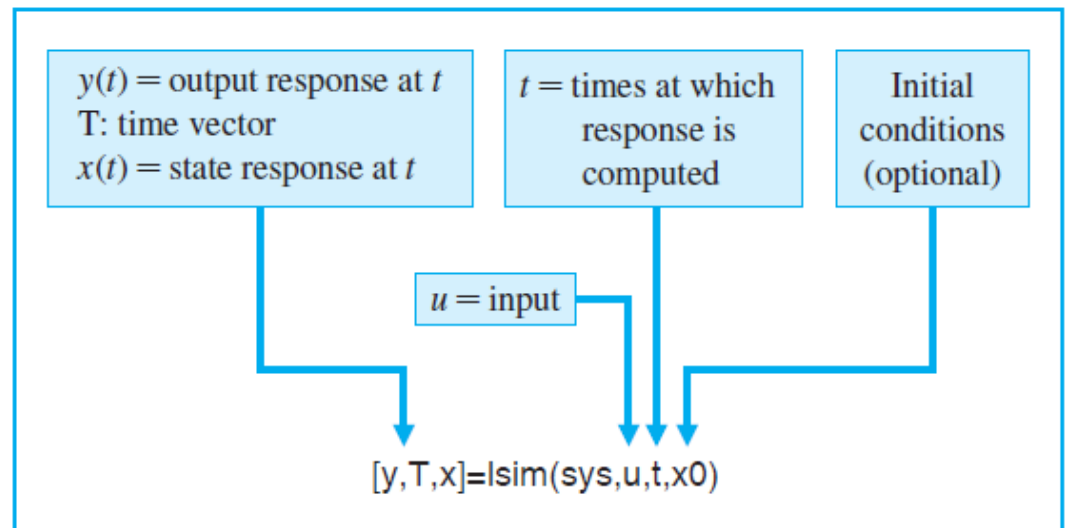 y(t) = output response at t
T: time vector
x(t) = state response at t
t = times at which
response is
computed
Initial
conditions
(optional)
u = input
[y,T,x]=lsim(sys,u,t,x0)